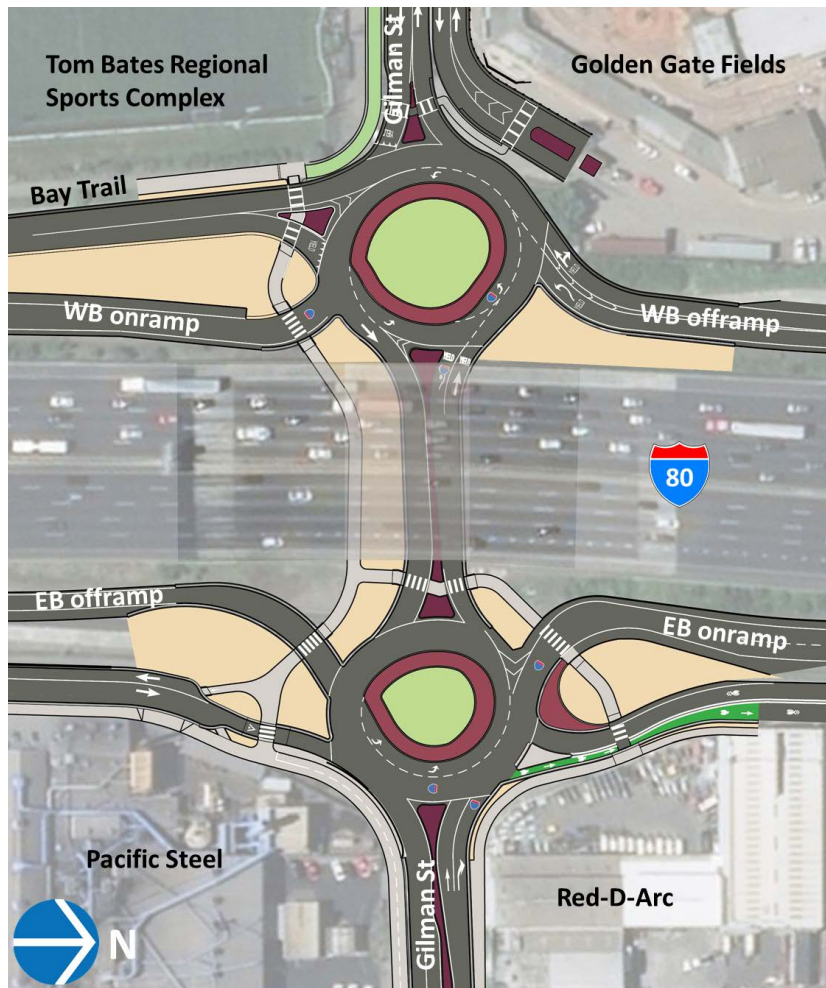 Tom Bates Regional
Sports Complex
Gilman St
Golden Gate Fields
Bay Trail
WB onramp
WB offramp
80
EB offramp
EB onramp
Pacific Steel
Gilman St
Red-D-Arc
N